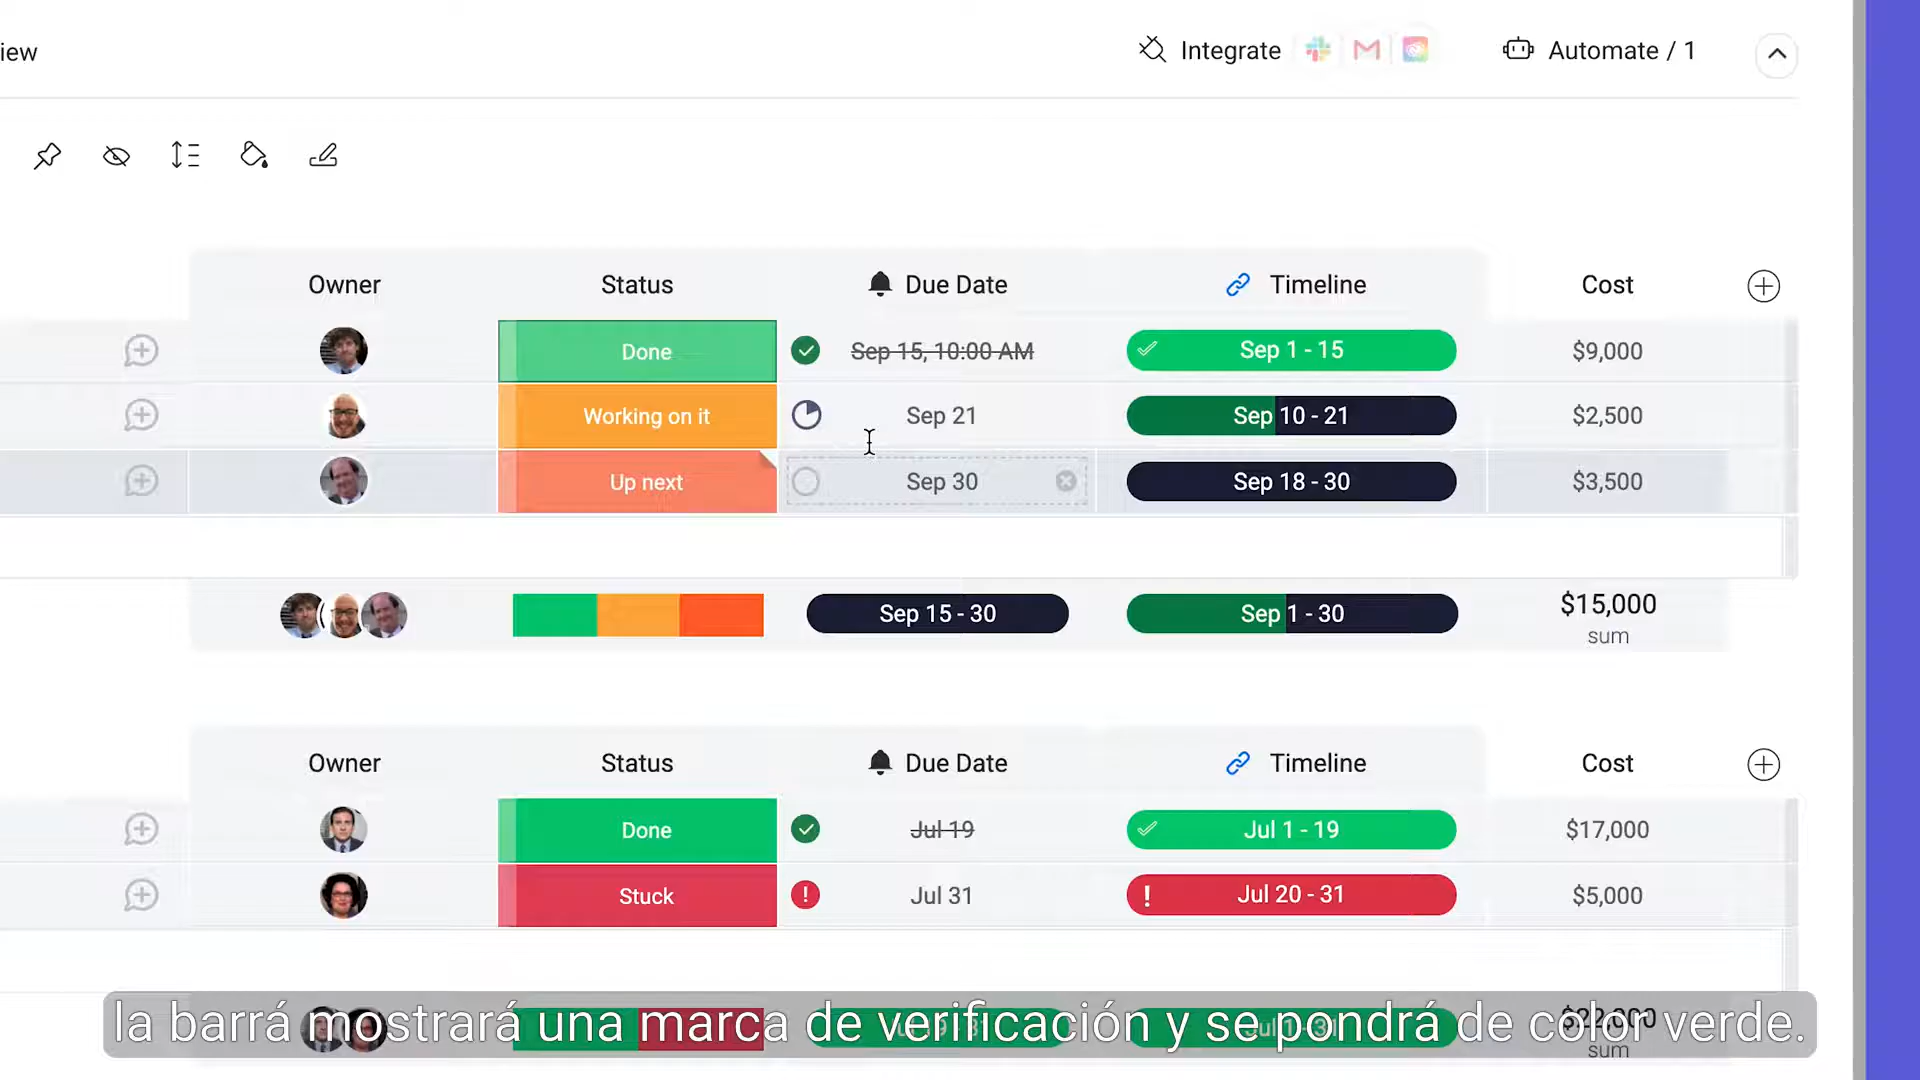 iew
Integrate
Automate / 1
Owner Status Due Date Timeline Cost
Done Sep 15, 10:00 AM Sep 1 - 15 $9,000
Working on it Sep 21 Sep 10 - 21 $2,500
Up next Sep 30 Sep 18 - 30 $3,500
Sep 15 - 30 Sep 1 - 30 $15,000
sum
Owner Status Due Date Timeline Cost
Done Jul 19 Jul 1 - 19 $17,000
! Stuck Jul 31 ! Jul 20 - 31 $5,000
$22,000
la barrá mostrará una marca de verificación y se pondrá de color verde.
sum